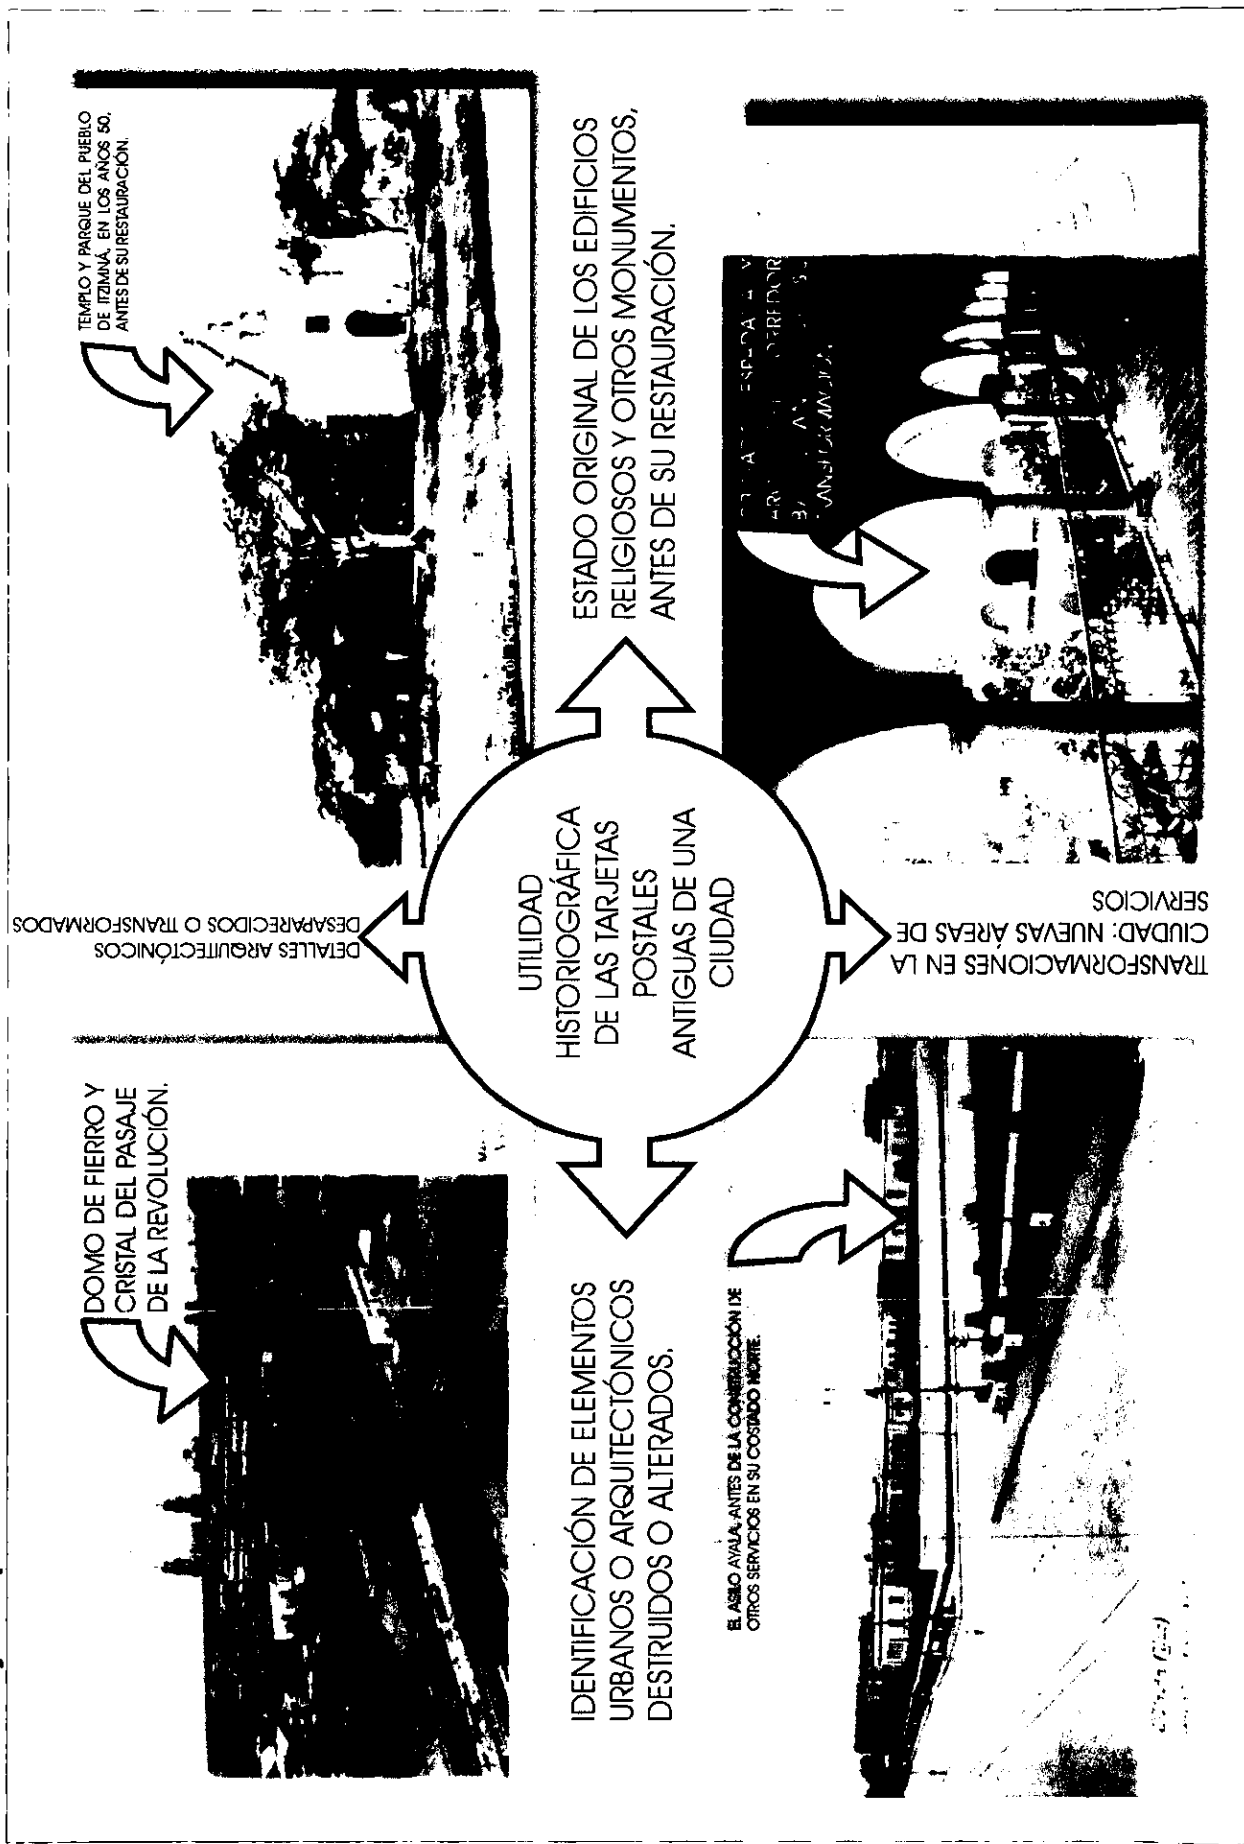 DOMO DE FIERRO Y
CRISTAL DEL PASAJE
DE LA REVOLUCIÓN.
DETALLES ARQUITECTÓNICOS
DESAPARECIDOS O TRANSFORMADOS
TEMPLO Y PARQUE DEL PUEBLO
DE ITZIMNÁ, EN LOS AÑOS 50,
ANTES DE SU RESTAURACIÓN.
IDENTIFICACIÓN DE ELEMENTOS
URBANOS O ARQUITECTÓNICOS
DESTRUIDOS O ALTERADOS.
UTILIDAD
HISTORIOGRÁFICA
DE LAS TARJETAS
POSTALES
ANTIGUAS DE UNA
CIUDAD
ESTADO ORIGINAL DE LOS EDIFICIOS
RELIGIOSOS Y OTROS MONUMENTOS,
ANTES DE SU RESTAURACIÓN.
EL ASILO AYALA, ANTES DE LA CONSTRUCCIÓN DE
OTROS SERVICIOS EN SU COSTADO NORTE.
TRANSFORMACIONES EN LA
CIUDAD: NUEVAS ÁREAS DE
SERVICIOS